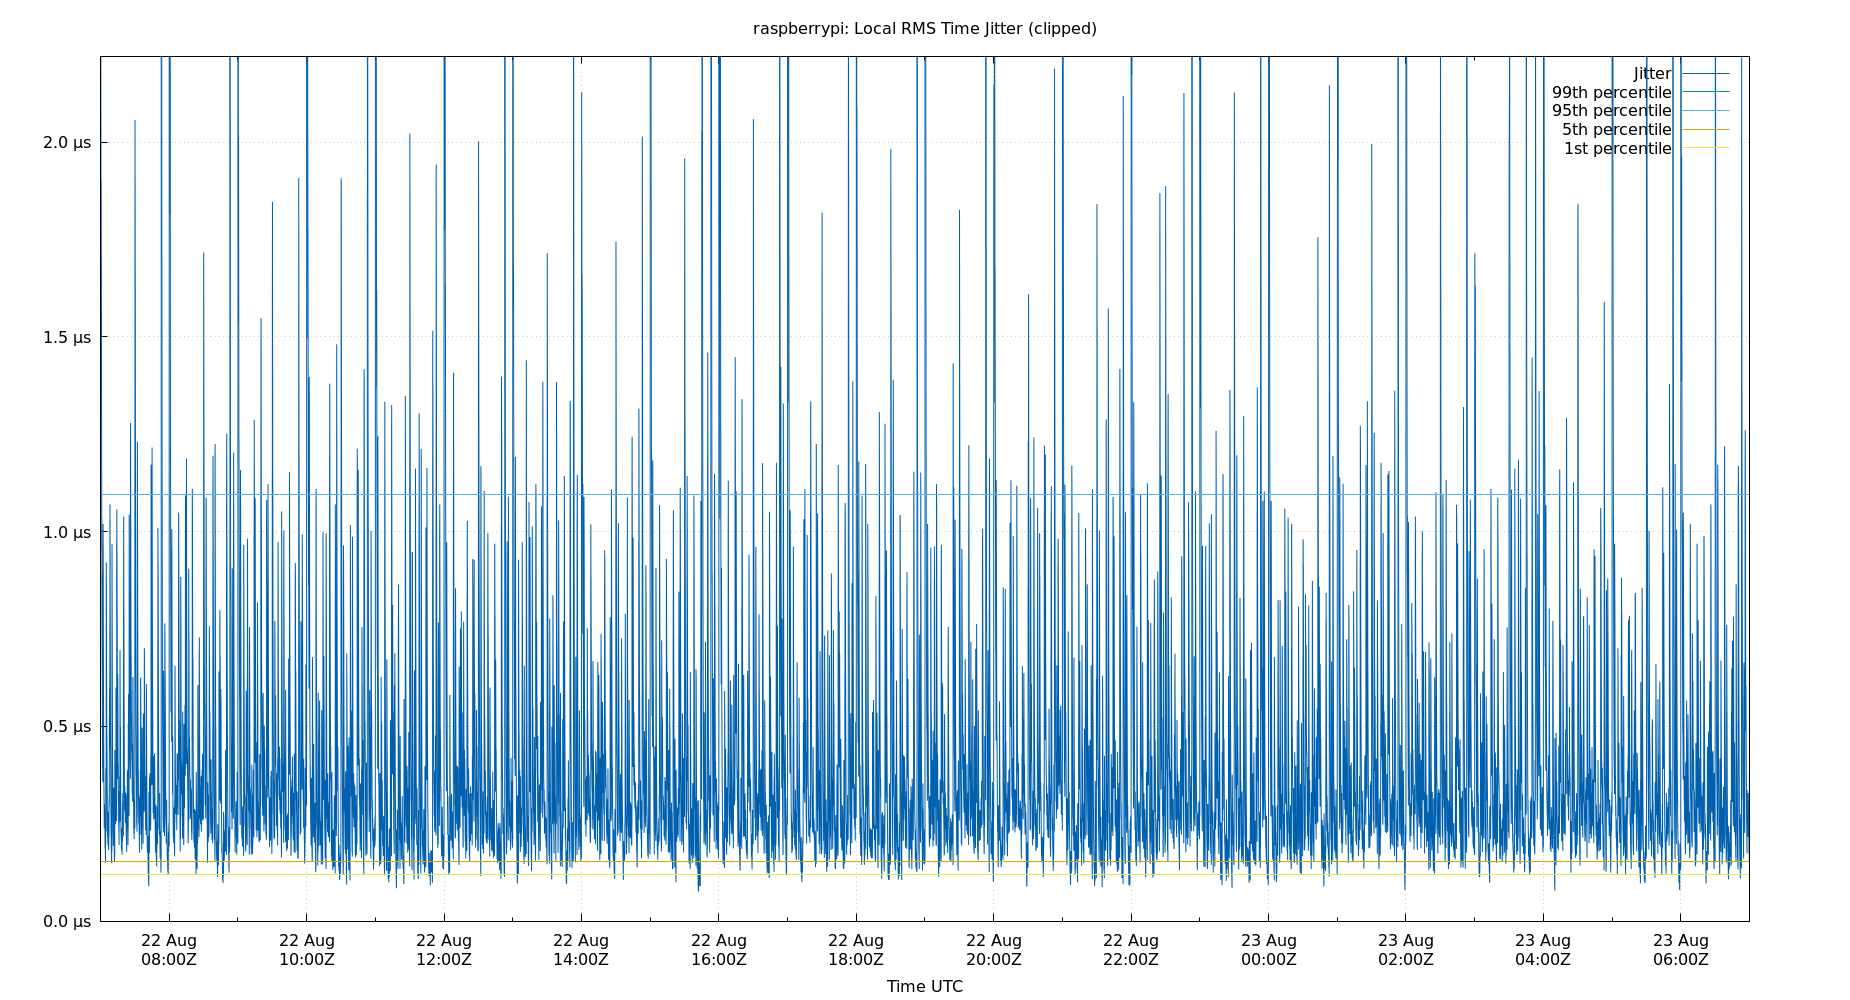 raspberrypi: Local RMS Time Jitter (clipped)
Jitter
99th percentile
95th percentile
5th percentile
1st percentile
2.0 µs
1.5 µs
1.0 µs
0.5 µs
0.0 µs
22 Aug 22 Aug 22 Aug 22 Aug 22 Aug 22 Aug 22 Aug 22 Aug 23 Aug 23 Aug 23 Aug 23 Aug
08:00Z 10:00Z 12:00Z 14:00Z 16:00Z 18:00Z 20:00Z 22:00Z 00:00Z 02:00Z 04:00Z 06:00Z
Time UTC